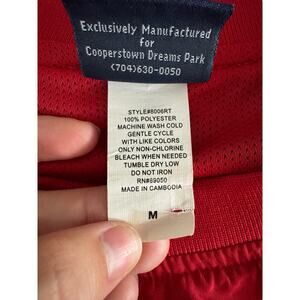 Exclusively Manufactured
for
Cooperstown Dreams Park
(704)630-0050
STYLE#8006RT
100% POLYESTER
MACHINE WASH COLD
GENTLE CYCLE
WITH LIKE COLORS
ONLY NON-CHLORINE
BLEACH WHEN NEEDED
TUMBLE DRY LOW
DO NOT IRON
RN#89050
MADE IN CAMBODIA
M